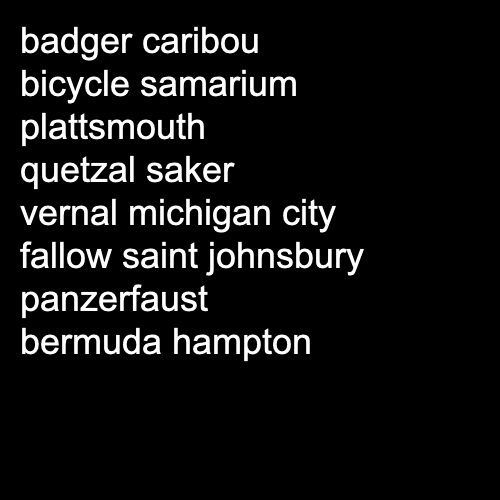 badger caribou
bicycle samarium
plattsmouth
quetzal saker
vernal michigan city
fallow saint johnsbury
panzerfaust
bermuda hampton